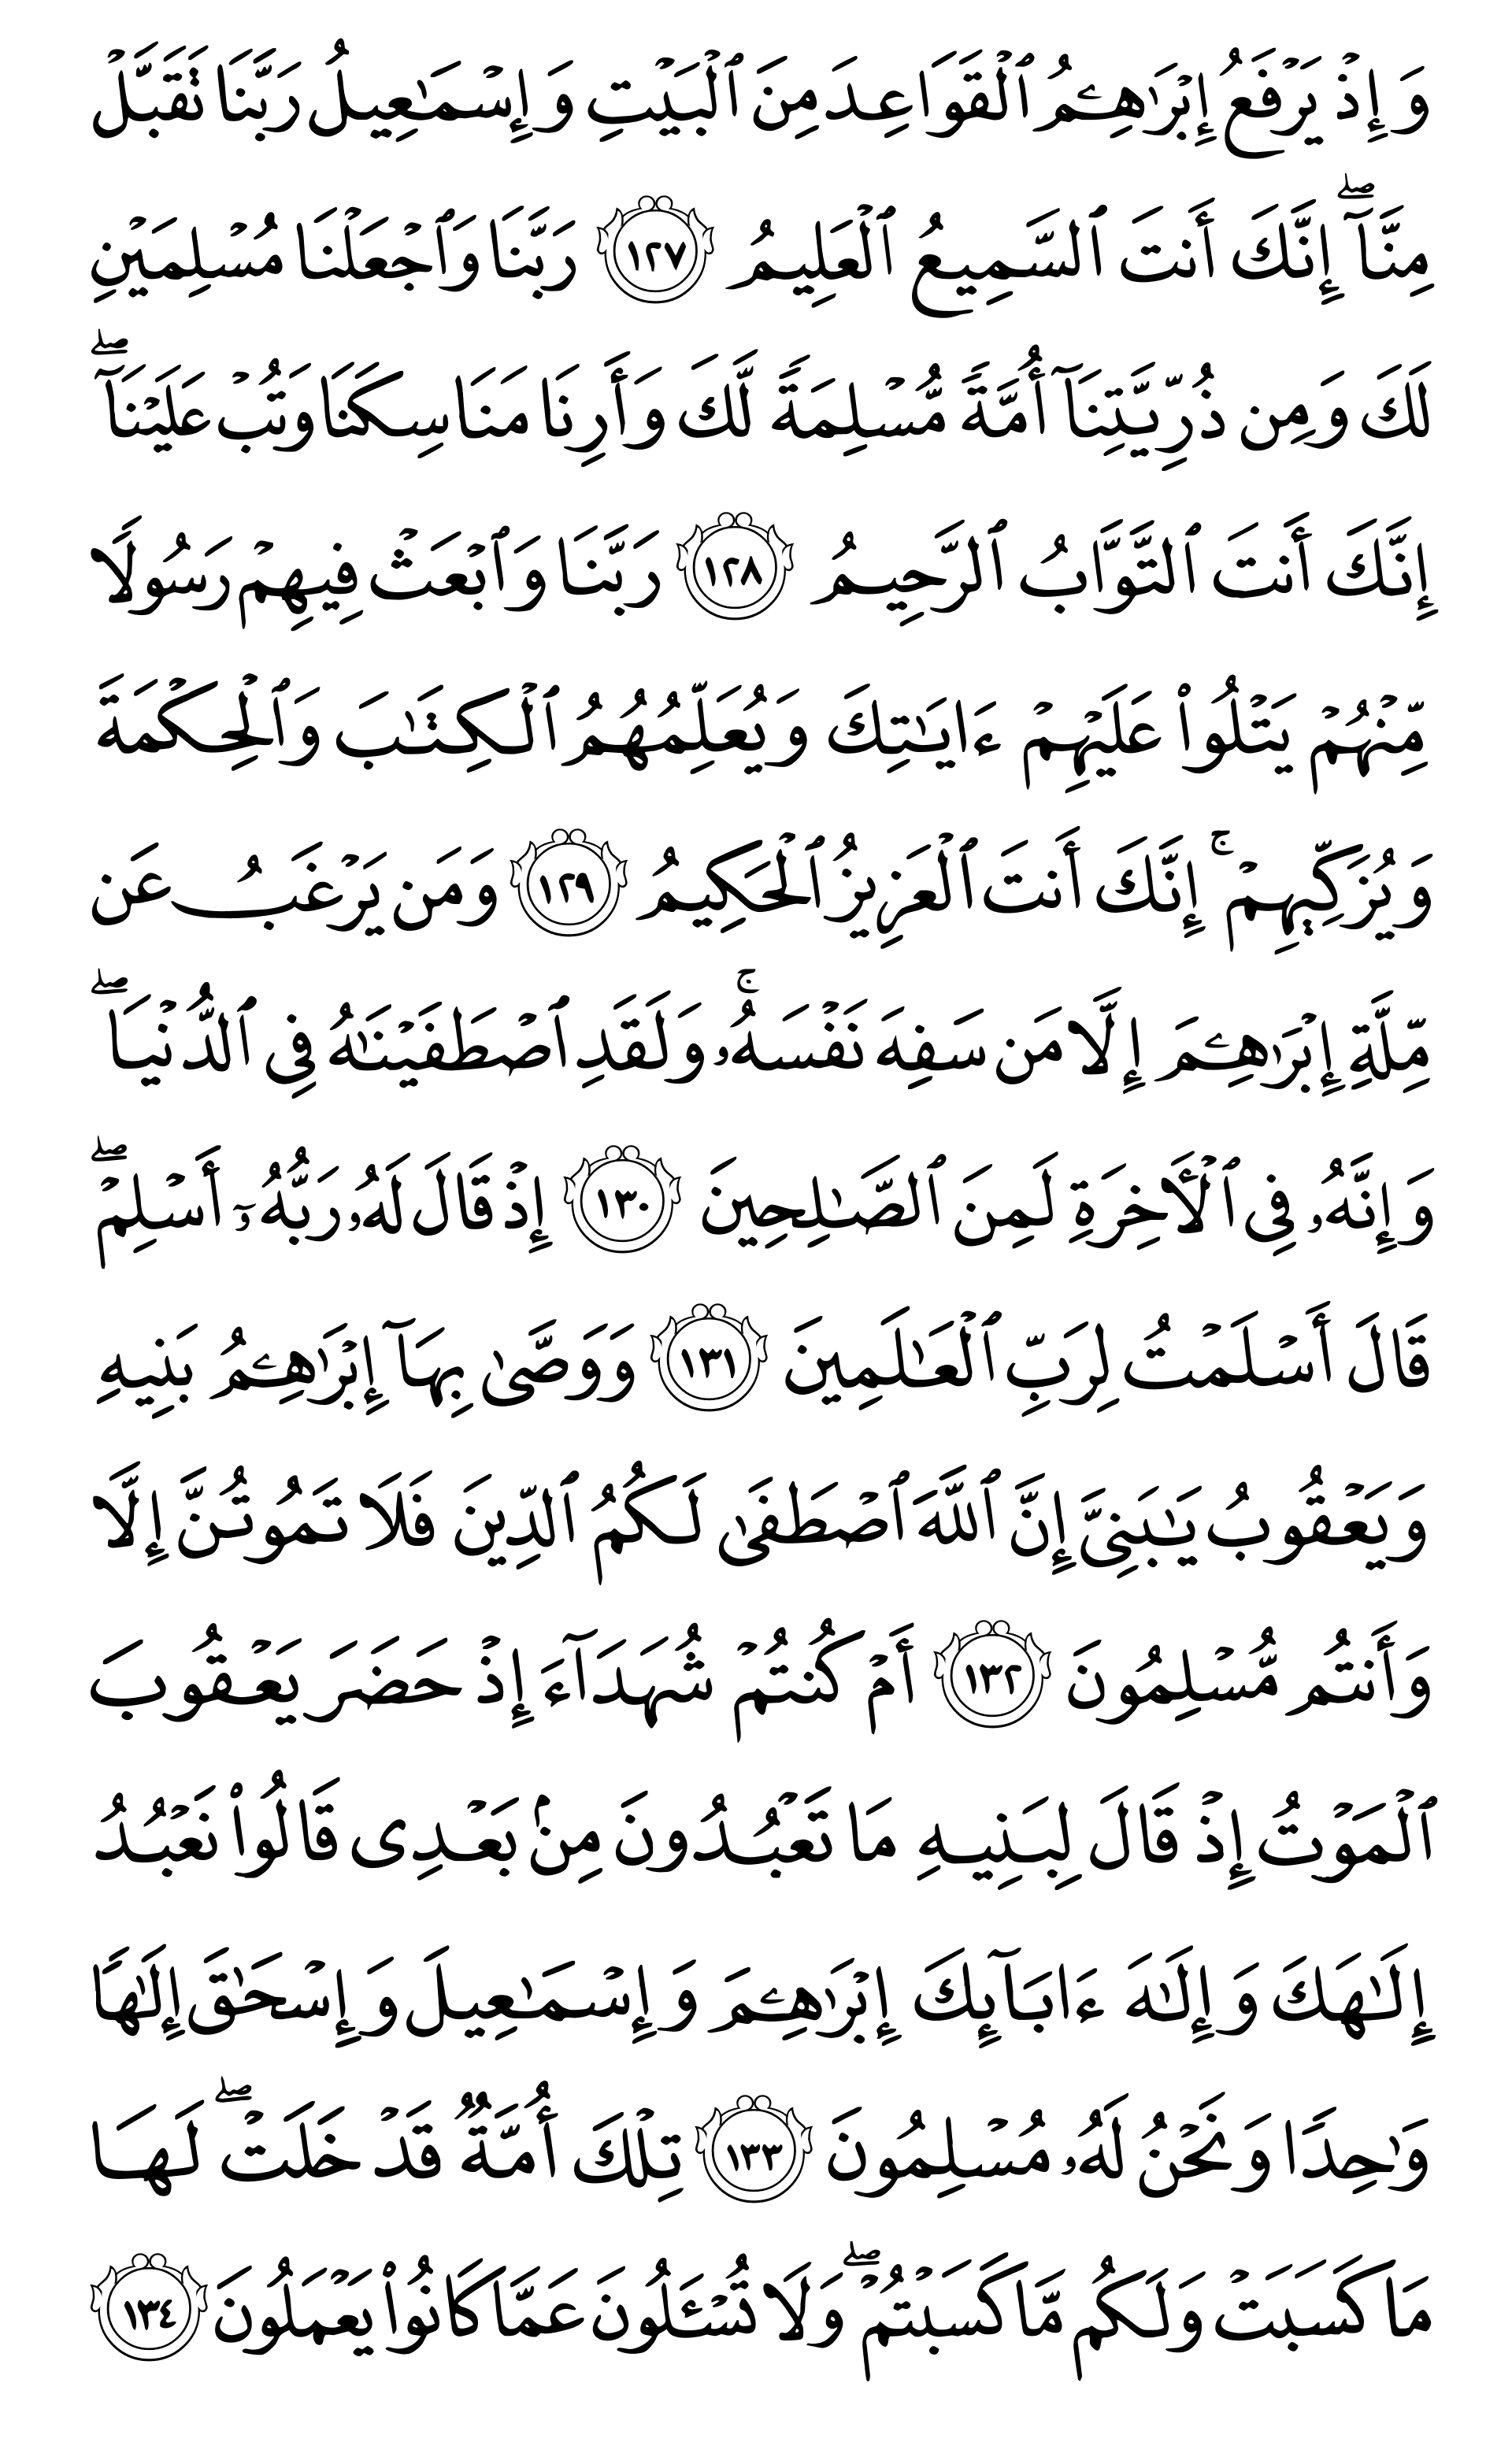 وَإِذۡ يَرۡفَعُ إِبۡرَٰهِـۧمُ ٱلۡقَوَاعِدَ مِنَ ٱلۡبَيۡتِ وَإِسۡمَٰعِيلُ رَبَّنَا تَقَبَّلۡ
مِنَّآۖ إِنَّكَ أَنتَ ٱلسَّمِيعُ ٱلۡعَلِيمُ ١٢٧ رَبَّنَا وَٱجۡعَلۡنَا مُسۡلِمَيۡنِ
لَكَ وَمِن ذُرِّيَّتِنَآ أُمَّةٗ مُّسۡلِمَةٗ لَّكَ وَأَرِنَا مَنَاسِكَنَا وَتُبۡ عَلَيۡنَآۖ
إِنَّكَ أَنتَ ٱلتَّوَّابُ ٱلرَّحِيمُ ١٢٨ رَبَّنَا وَٱبۡعَثۡ فِيهِمۡ رَسُولٗا
مِّنۡهُمۡ يَتۡلُواْ عَلَيۡهِمۡ ءَايَٰتِكَ وَيُعَلِّمُهُمُ ٱلۡكِتَٰبَ وَٱلۡحِكۡمَةَ
وَيُزَكِّيهِمۡۚ إِنَّكَ أَنتَ ٱلۡعَزِيزُ ٱلۡحَكِيمُ ١٢٩ وَمَن يَرۡغَبُ عَن
مِّلَّةِ إِبۡرَٰهِـۧمَ إِلَّا مَن سَفِهَ نَفۡسَهُۥۚ وَلَقَدِ ٱصۡطَفَيۡنَٰهُ فِي ٱلدُّنۡيَاۖ
وَإِنَّهُۥ فِي ٱلۡأٓخِرَةِ لَمِنَ ٱلصَّٰلِحِينَ ١٣٠ إِذۡ قَالَ لَهُۥ رَبُّهُۥٓ أَسۡلِمۡۖ
قَالَ أَسۡلَمۡتُ لِرَبِّ ٱلۡعَٰلَمِينَ ١٣١ وَوَصَّىٰ بِهَآ إِبۡرَٰهِـۧمُ بَنِيهِ
وَيَعۡقُوبُ يَٰبَنِيَّ إِنَّ ٱللَّهَ ٱصۡطَفَىٰ لَكُمُ ٱلدِّينَ فَلَا تَمُوتُنَّ إِلَّا
وَأَنتُم مُّسۡلِمُونَ ١٣٢ أَمۡ كُنتُمۡ شُهَدَآءَ إِذۡ حَضَرَ يَعۡقُوبَ
ٱلۡمَوۡتُ إِذۡ قَالَ لِبَنِيهِ مَا تَعۡبُدُونَ مِنۢ بَعۡدِي قَالُواْ نَعۡبُدُ
إِلَٰهَكَ وَإِلَٰهَ ءَابَآئِكَ إِبۡرَٰهِـۧمَ وَإِسۡمَٰعِيلَ وَإِسۡحَٰقَ إِلَٰهٗا
وَٰحِدٗا وَنَحۡنُ لَهُۥ مُسۡلِمُونَ ١٣٣ تِلۡكَ أُمَّةٞ قَدۡ خَلَتۡۖ لَهَا
مَا كَسَبَتۡ وَلَكُم مَّا كَسَبۡتُمۡۖ وَلَا تُسۡـَٔلُونَ عَمَّا كَانُواْ يَعۡمَلُونَ ١٣٤